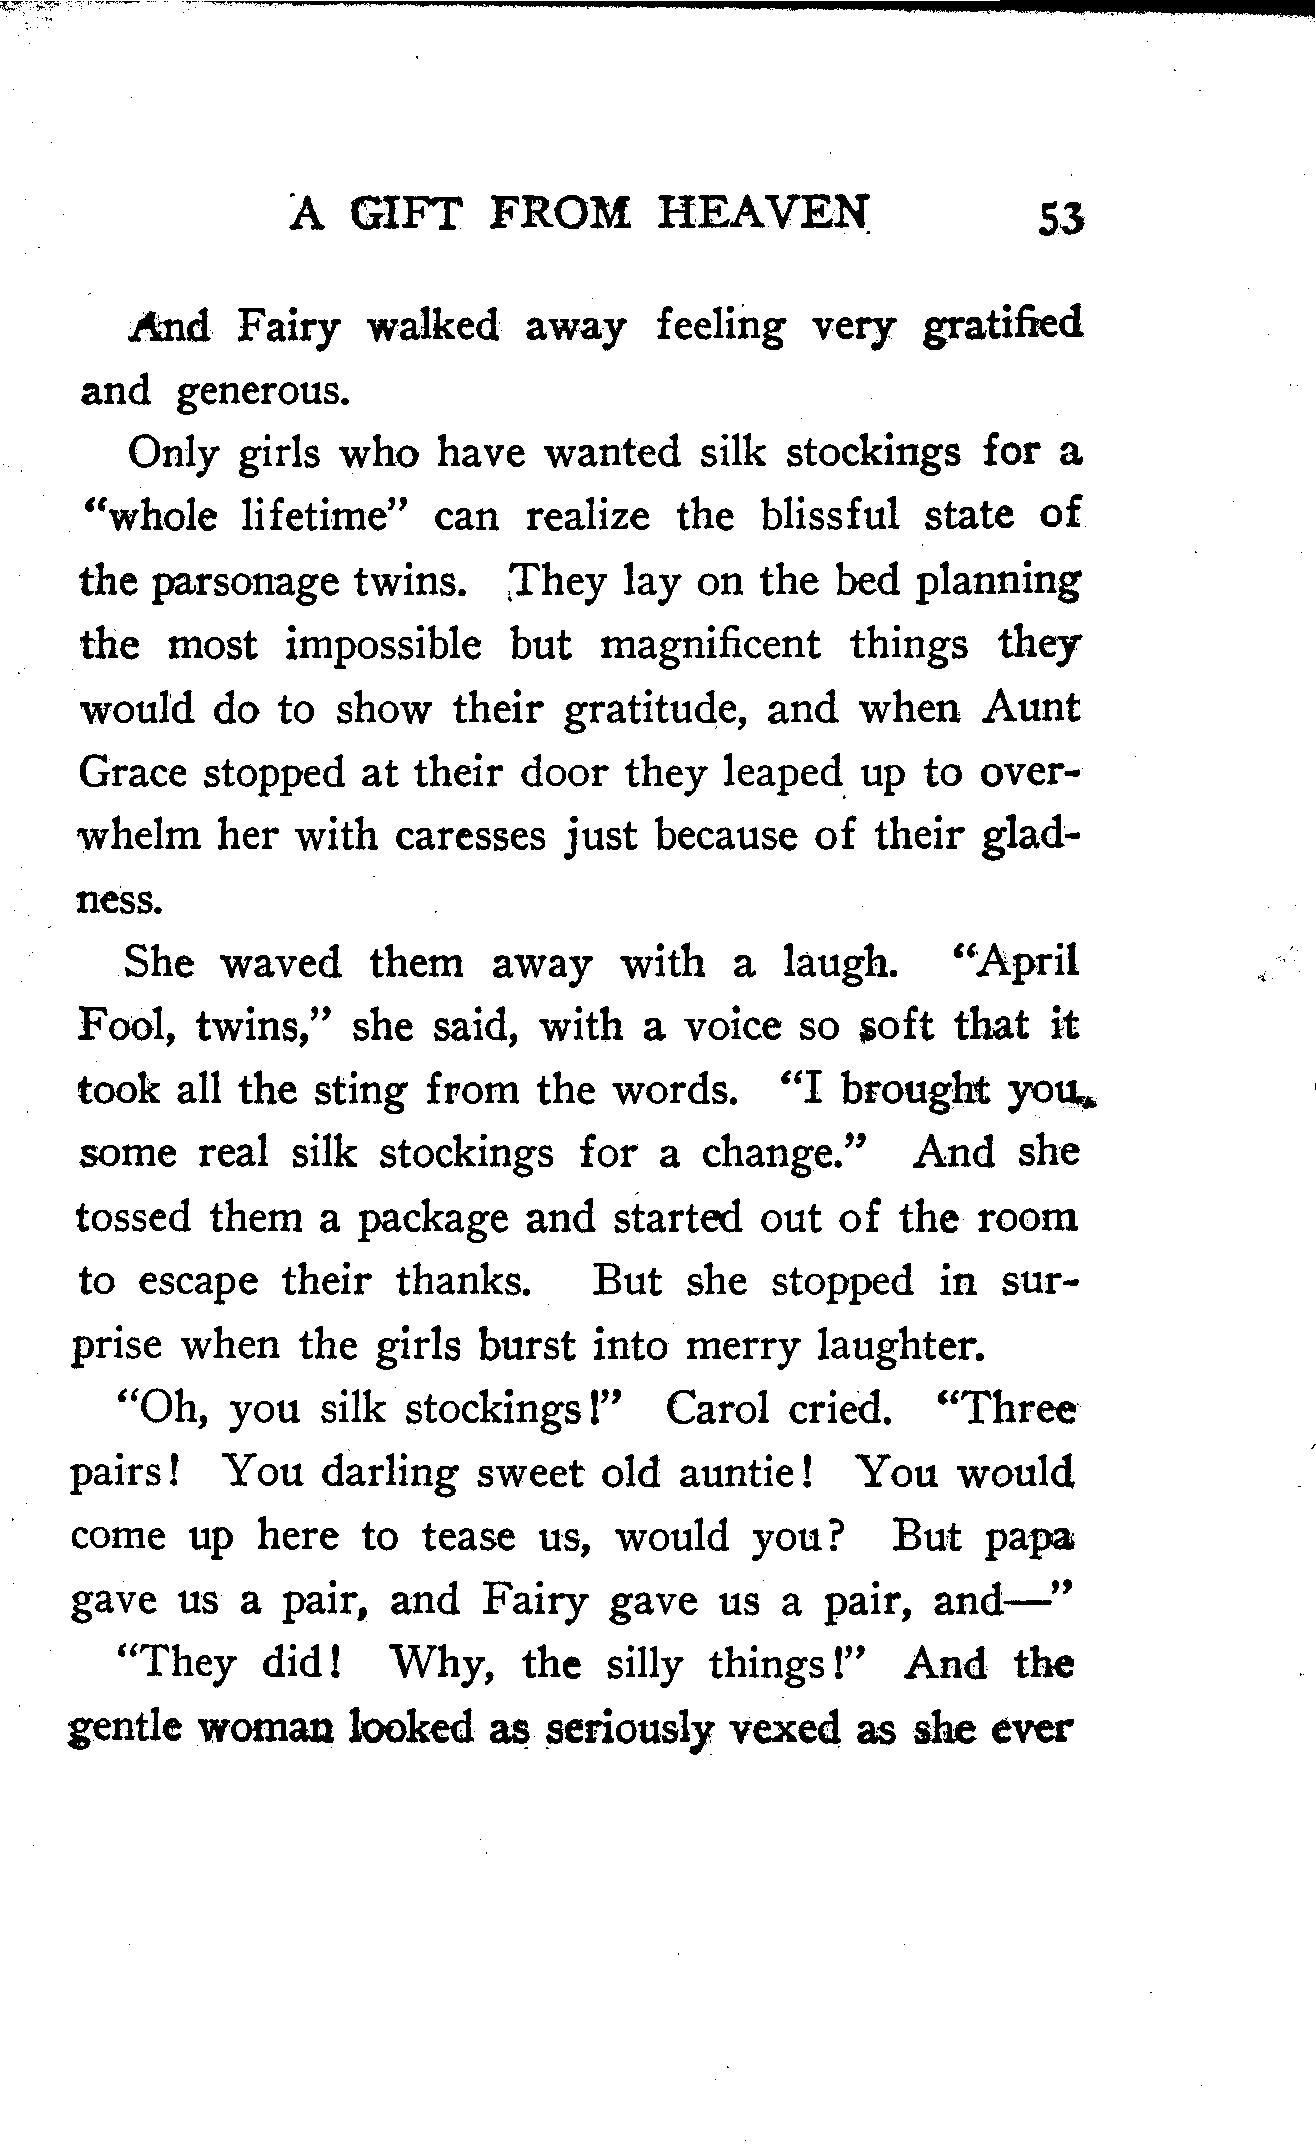 A GIFT FROM HEAVEN 53
And Fairy walked away feeling very gratified
and generous.
Only girls who have wanted silk stockings for a
“whole lifetime” can realize the blissful state of
the parsonage twins. They lay on the bed planning
the most impossible but magnificent things they
would do to show their gratitude, and when Aunt
Grace stopped at their door they leaped up to over-
whelm her with caresses just because of their glad-
ness.
She waved them away with a laugh. “April
Fool, twins,” she said, with a voice so soft that it
took all the sting from the words. “I brought you
some real silk stockings for a change.” And she
tossed them a package and started out of the room
to escape their thanks. But she stopped in sur-
prise when the girls burst into merry laughter.
“Oh, you silk stockings!” Carol cried. “Three
pairs! You darling sweet old auntie! You would
come up here to tease us, would you? But papa
gave us a pair, and Fairy gave us a pair, and—”
“They did! Why, the silly things!” And the
gentle woman looked as seriously vexed as she ever